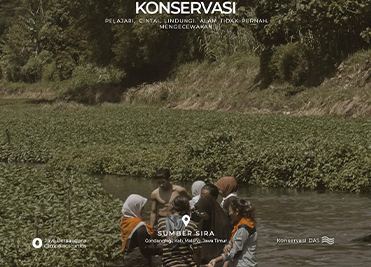 KONSERVASI
PELAJARI, CINTAI, LINDUNGI. ALAM TIDAK PERNAH
MENGECEWAKAN
SUMBER SIRA
Gondanglegi, Kab. Malang, Jawa Timur
Konservasi DAS